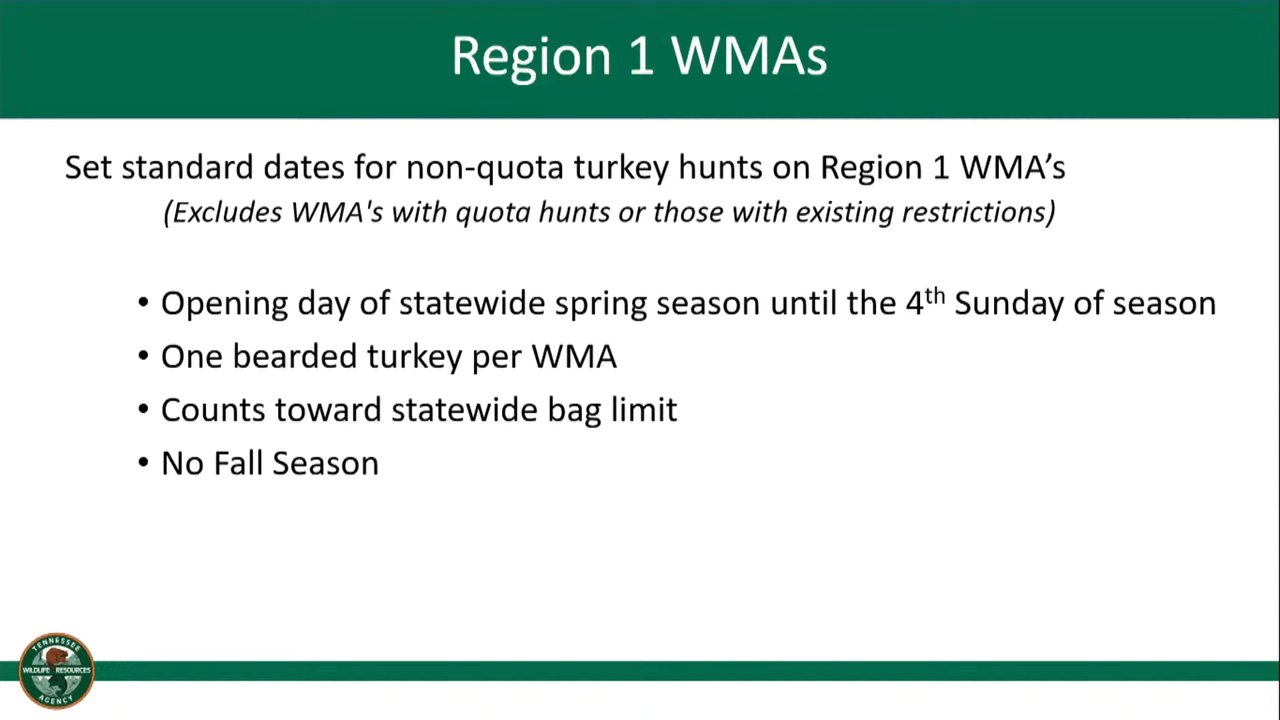 Region 1 WMAs
Set standard dates for non-quota turkey hunts on Region 1 WMA’s
(Excludes WMA's with quota hunts or those with existing restrictions)
• Opening day of statewide spring season until the 4th Sunday of season
• One bearded turkey per WMA
• Counts toward statewide bag limit
• No Fall Season
TENNESSEE
WILDLIFE RESOURCES
AGENCY